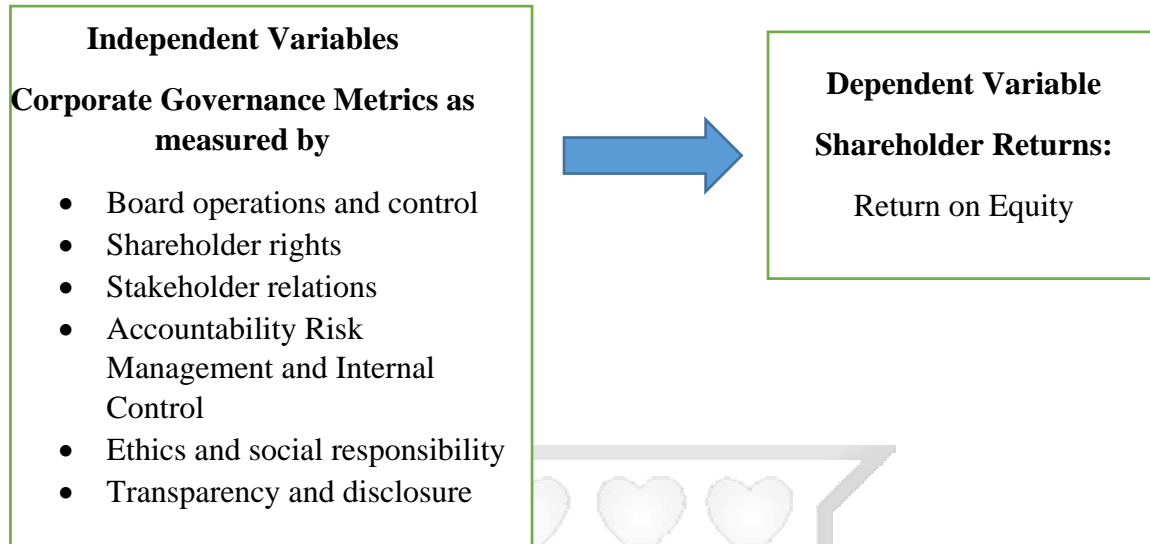 Independent Variables
Corporate Governance Metrics as
measured by
• Board operations and control
• Shareholder rights
• Stakeholder relations
• Accountability Risk
Management and Internal
Control
• Ethics and social responsibility
• Transparency and disclosure
Dependent Variable
Shareholder Returns:
Return on Equity